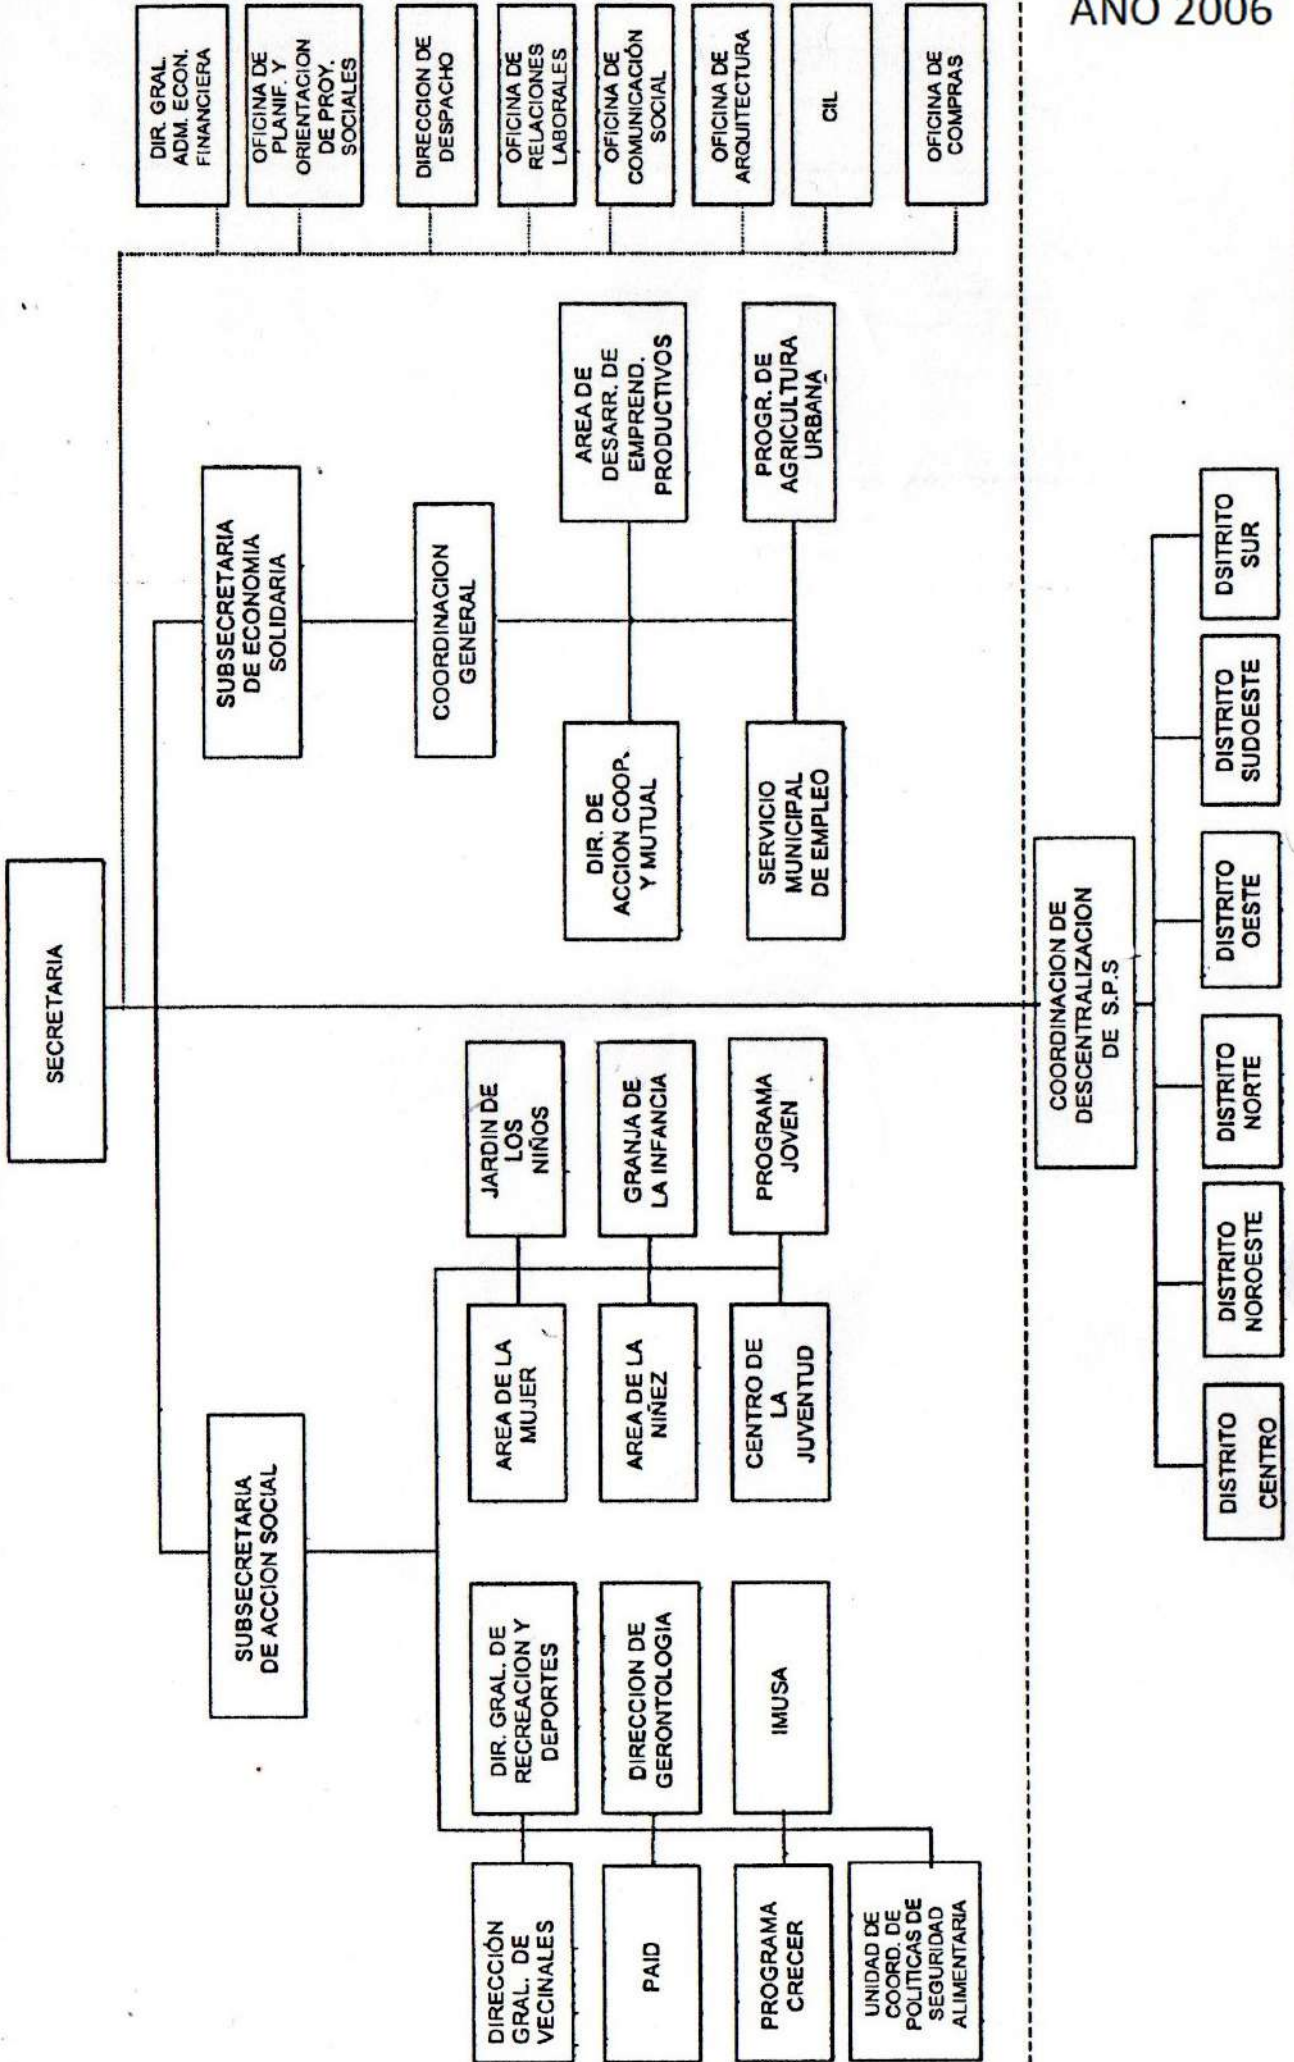 AÑO 2006
SECRETARIA
DIR. GRAL.
ADM. ECON.
FINANCIERA
OFICINA DE
PLANIF. Y
ORIENTACION
DE PROY.
SOCIALES
DIRECCION DE
DESPACHO
OFICINA DE
RELACIONES
LABORALES
OFICINA DE
COMUNICACIÓN
SOCIAL
OFICINA DE
ARQUITECTURA
CIL
OFICINA DE
COMPRAS
SUBSECRETARIA
DE ACCION SOCIAL
SUBSECRETARIA
DE ECONOMIA
SOLIDARIA
COORDINACION
GENERAL
DIRECCIÓN
GRAL. DE
VECINALES
DIR. GRAL. DE
RECREACION Y
DEPORTES
AREA DE LA
MUJER
JARDIN DE
LOS
NIÑOS
DIR. DE
ACCION COOP.
Y MUTUAL
AREA DE
DESARR. DE
EMPREND.
PRODUCTIVOS
PAID
DIRECCION DE
GERONTOLOGIA
AREA DE LA
NIÑEZ
GRANJA DE
LA INFANCIA
PROGRAMA
CRECER
IMUSA
CENTRO DE
LA
JUVENTUD
PROGRAMA
JOVEN
SERVICIO
MUNICIPAL
DE EMPLEO
PROGR. DE
AGRICULTURA
URBANA
UNIDAD DE
COORD. DE
POLITICAS DE
SEGURIDAD
ALIMENTARIA
COORDINACION DE
DESCENTRALIZACION
DE S.P.S
DISTRITO
CENTRO
DISTRITO
NOROESTE
DISTRITO
NORTE
DISTRITO
OESTE
DISTRITO
SUDOESTE
DSITRITO
SUR